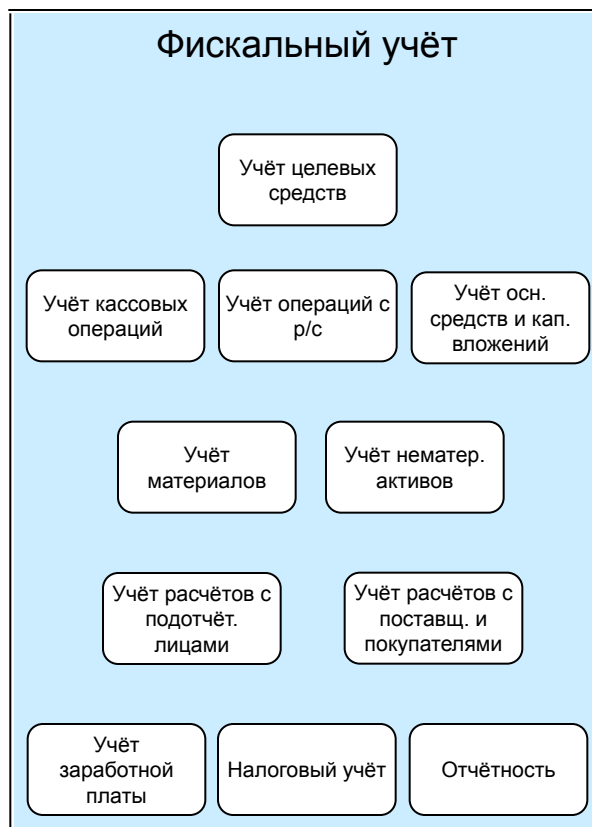 Фискальный учёт
Учёт целевых
средств
Учёт кассовых
операций
Учёт операций с
р/с
Учёт осн.
средств и кап.
вложений
Учёт
материалов
Учёт нематер.
активов
Учёт расчётов с
подотчёт.
лицами
Учёт расчётов с
поставщ. и
покупателями
Учёт
заработной
платы
Налоговый учёт
Отчётность